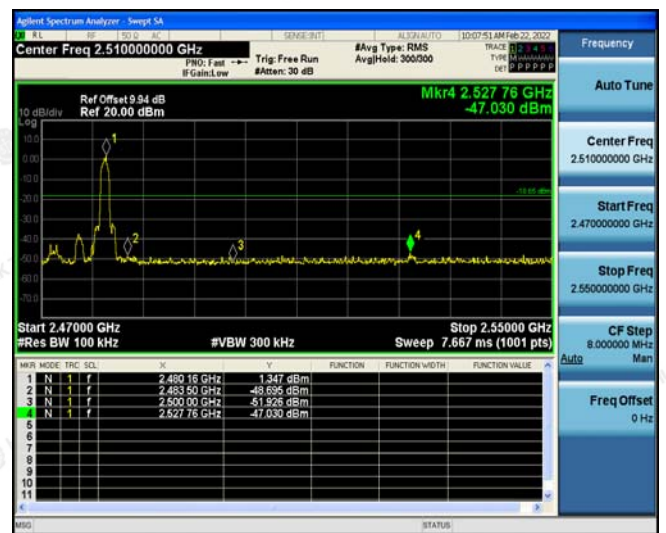 Agilent Spectrum Analyzer - Swept SA
RL RF 50 Ω AC SENSE:INT ALIGN AUTO 10:07:51 AM Feb 22, 2022
Center Freq 2.510000000 GHz
PNO: Fast Trig: Free Run #Avg Type: RMS TRACE 1 2 3 4 5 6
IFGain:Low #Atten: 30 dB Avg|Hold: 300/300 TYPE M
DET P P P P P P
Ref Offset 9.94 dB Mkr4 2.527 76 GHz
10 dB/div Ref 20.00 dBm -47.030 dBm
Log
10.0
0.00
-10.0
-20.0
-30.0
-40.0
-50.0
-60.0
-70.0
1
2
3
4
-18.65 dBm
Start 2.47000 GHz Stop 2.55000 GHz
#Res BW 100 kHz #VBW 300 kHz Sweep 7.667 ms (1001 pts)
MKR MODE TRC SCL X Y FUNCTION FUNCTION WIDTH FUNCTION VALUE
1 N 1 f 2.480 16 GHz 1.347 dBm
2 N 1 f 2.483 50 GHz -48.695 dBm
3 N 1 f 2.500 00 GHz -51.926 dBm
4 N 1 f 2.527 76 GHz -47.030 dBm
5
6
7
8
9
10
11
MSG STATUS
Frequency
Auto Tune
Center Freq
2.510000000 GHz
Start Freq
2.470000000 GHz
Stop Freq
2.550000000 GHz
CF Step
8.000000 MHz
Auto Man
Freq Offset
0 Hz